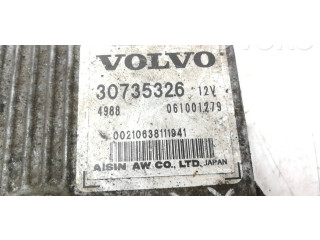 VOLVO
30735326 12V
4988 061001279
00210638111941
AISIN AW CO., LTD. JAPAN